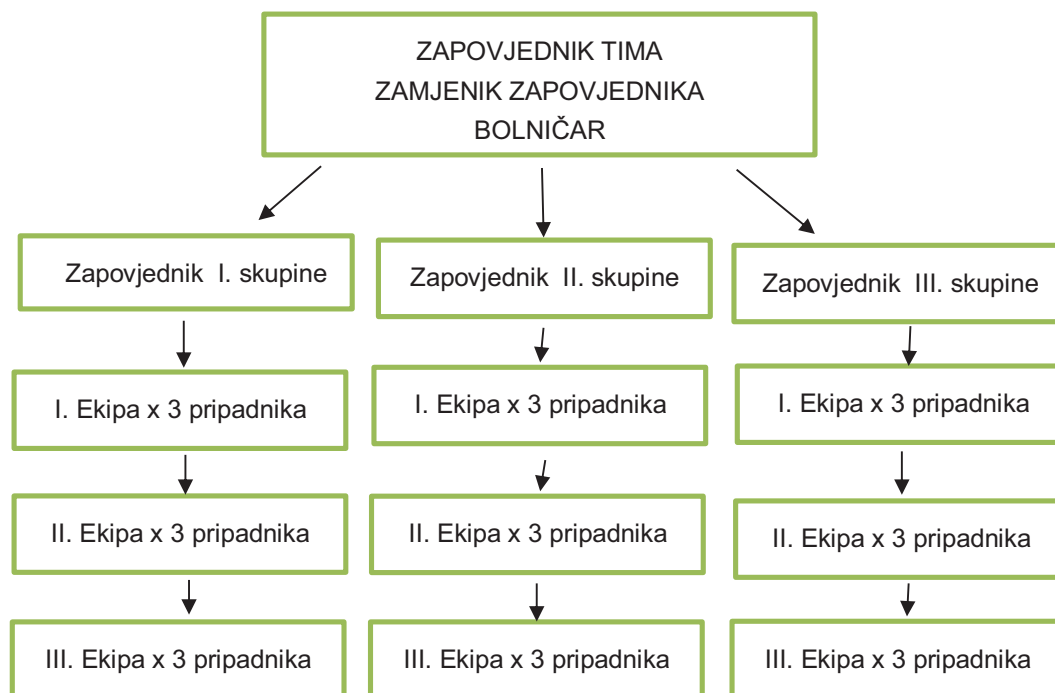 ZAPOVJEDNIK TIMA
ZAMJENIK ZAPOVJEDNIKA
BOLNIČAR
Zapovjednik I. skupine
Zapovjednik II. skupine
Zapovjednik III. skupine
I. Ekipa x 3 pripadnika
I. Ekipa x 3 pripadnika
I. Ekipa x 3 pripadnika
II. Ekipa x 3 pripadnika
II. Ekipa x 3 pripadnika
II. Ekipa x 3 pripadnika
III. Ekipa x 3 pripadnika
III. Ekipa x 3 pripadnika
III. Ekipa x 3 pripadnika